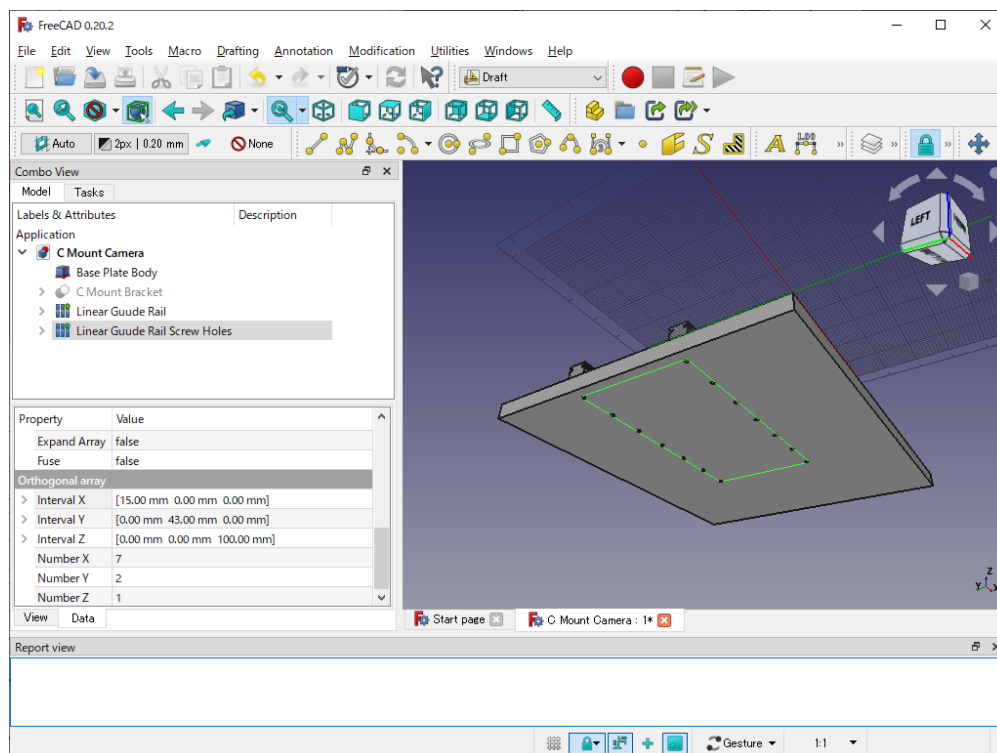 FreeCAD 0.20.2
File Edit View Tools Macro Drafting Annotation Modification Utilities Windows Help
Draft
Auto 2px | 0.20 mm None 1.00 » » »
Combo View
Model Tasks
Labels & Attributes Description
Application
C Mount Camera
Base Plate Body
C Mount Bracket
Linear Guude Rail
Linear Guude Rail Screw Holes
Property Value
Expand Array false
Fuse false
Orthogonal array
Interval X [15.00 mm 0.00 mm 0.00 mm]
Interval Y [0.00 mm 43.00 mm 0.00 mm]
Interval Z [0.00 mm 0.00 mm 100.00 mm]
Number X 7
Number Y 2
Number Z 1
View Data
LEFT
Z
Y X
Start page C Mount Camera : 1*
Report view
Gesture 1:1